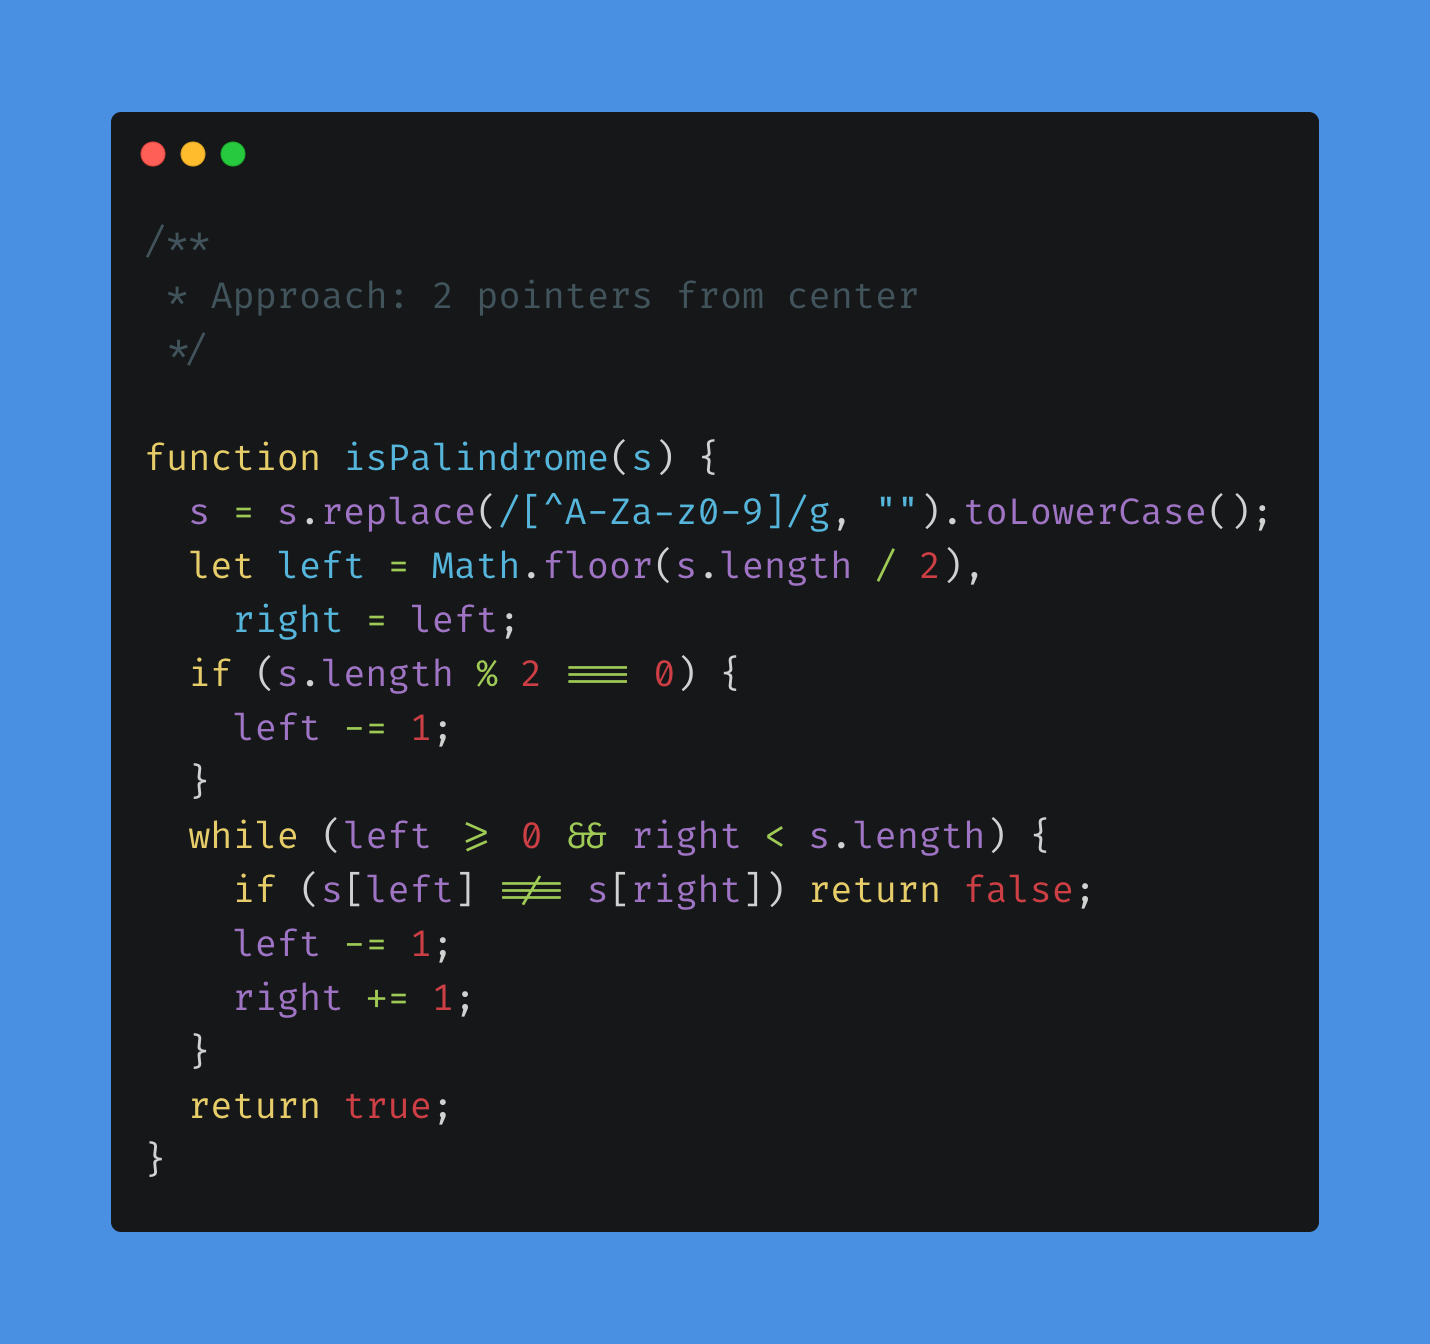 /**
 * Approach: 2 pointers from center
 */
function isPalindrome(s) {
  s = s.replace(/[^A-Za-z0-9]/g, "").toLowerCase();
  let left = Math.floor(s.length / 2),
    right = left;
  if (s.length % 2 === 0) {
    left -= 1;
  }
  while (left >= 0 && right < s.length) {
    if (s[left] !== s[right]) return false;
    left -= 1;
    right += 1;
  }
  return true;
}